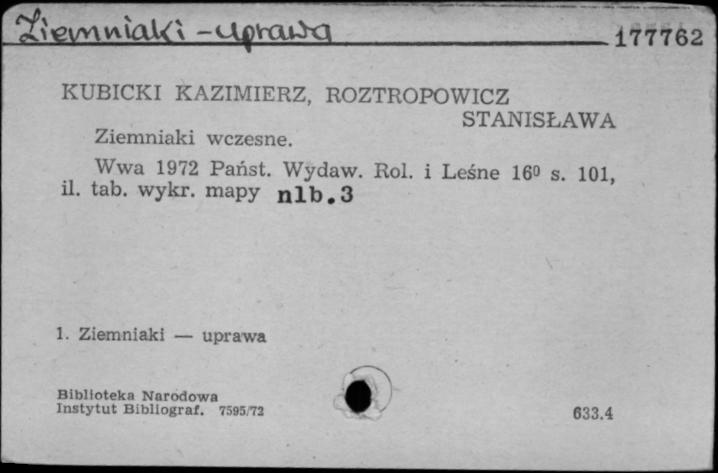 Ziemniaki - uprawa
177762
KUBICKI KAZIMIERZ, ROZTROPOWICZ
STANISŁAWA
Ziemniaki wczesne.
Wwa 1972 Państ. Wydaw. Rol. i Leśne 16º s. 101,
il. tab. wykr. mapy nlb.3
1. Ziemniaki — uprawa
Biblioteka Narodowa
Instytut Bibliograf. 7595/72
633.4